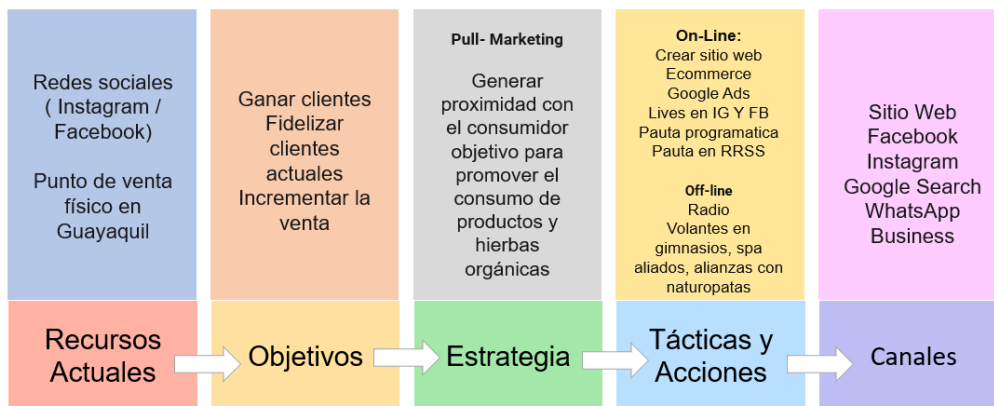 Redes sociales
( Instagram /
Facebook)
Punto de venta
físico en
Guayaquil
Recursos
Actuales
Ganar clientes
Fidelizar
clientes
actuales
Incrementar la
venta
Objetivos
Pull- Marketing
Generar
proximidad con
el consumidor
objetivo para
promover el
consumo de
productos y
hierbas
orgánicas
Estrategia
On-Line:
Crear sitio web
Ecommerce
Google Ads
Lives en IG Y FB
Pauta programatica
Pauta en RRSS
Off-line
Radio
Volantes en
gimnasios, spa
aliados, alianzas con
naturopatas
Tácticas y
Acciones
Sitio Web
Facebook
Instagram
Google Search
WhatsApp
Business
Canales